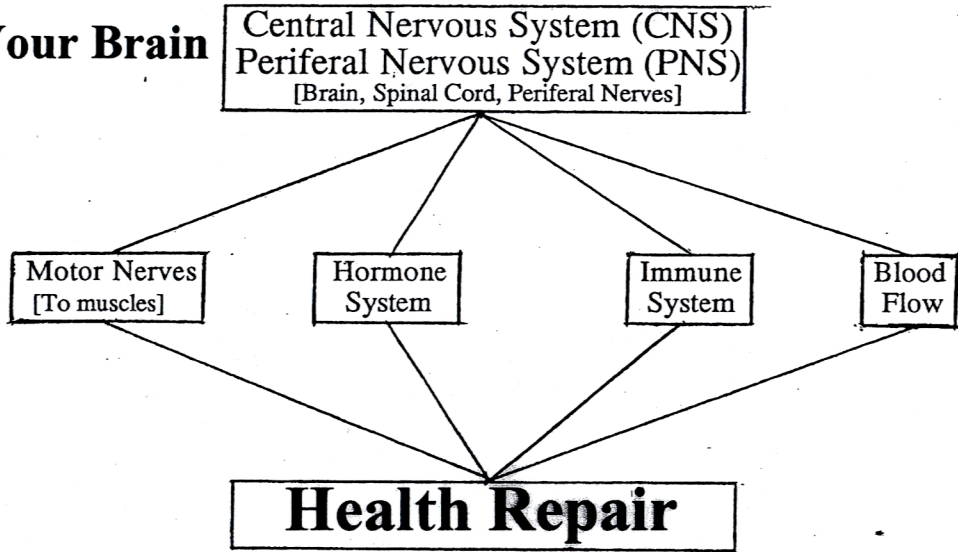 Your Brain
Central Nervous System (CNS)
Periferal Nervous System (PNS)
[Brain, Spinal Cord, Periferal Nerves]
Motor Nerves
[To muscles]
Hormone
System
Immune
System
Blood
Flow
Health Repair